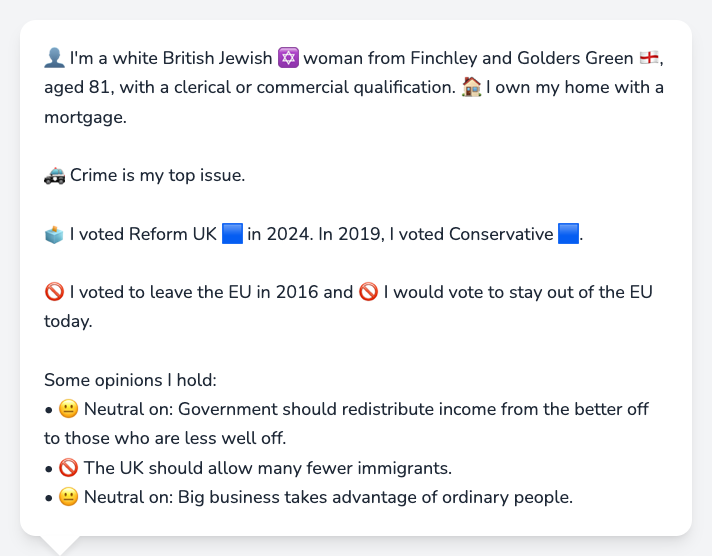 👤 I'm a white British Jewish ✡️ woman from Finchley and Golders Green 🏴󠁧󠁢󠁥󠁮󠁧󠁿,
aged 81, with a clerical or commercial qualification. 🏠 I own my home with a
mortgage.
🚓 Crime is my top issue.
🗳️ I voted Reform UK 🟦 in 2024. In 2019, I voted Conservative 🟦.
🚫 I voted to leave the EU in 2016 and 🚫 I would vote to stay out of the EU
today.
Some opinions I hold:
• 😐 Neutral on: Government should redistribute income from the better off
to those who are less well off.
• 🚫 The UK should allow many fewer immigrants.
• 😐 Neutral on: Big business takes advantage of ordinary people.